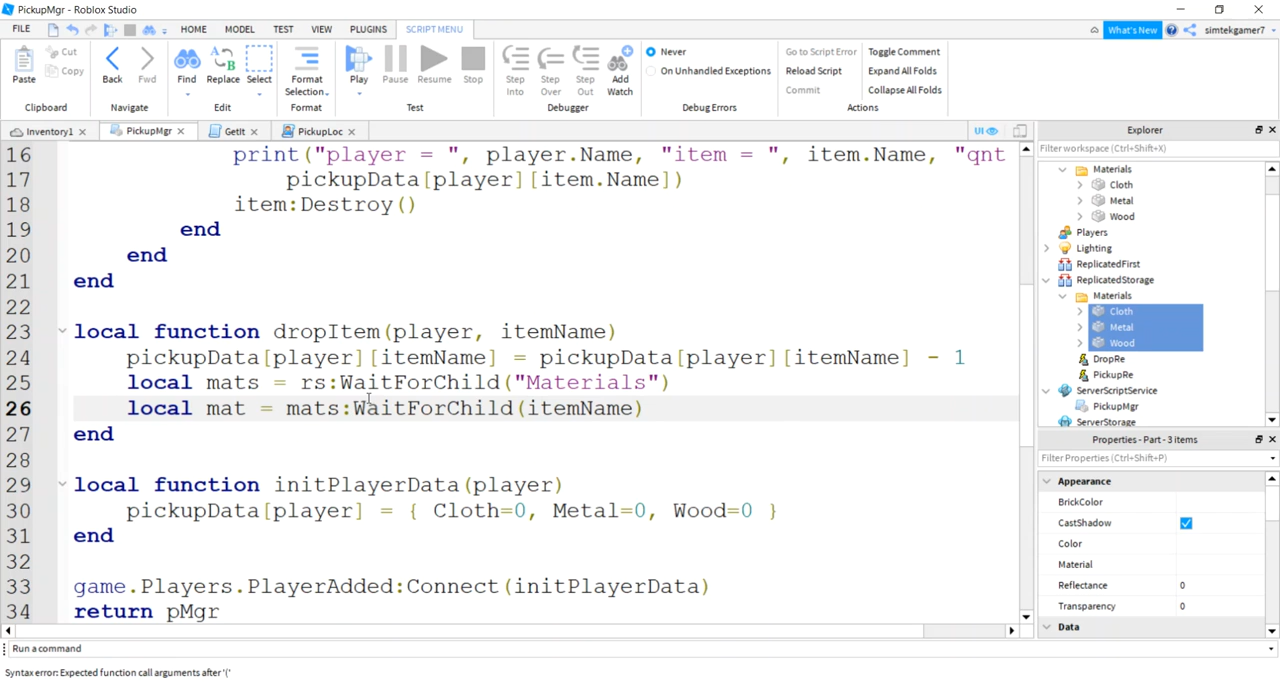 PickupMgr - Roblox Studio
FILE HOME MODEL TEST VIEW PLUGINS SCRIPT MENU What's New simtekgamer7
Paste Cut Copy Back Fwd Find Replace Select Format Selection Play Pause Resume Stop Step Into Step Over Step Out Add Watch Never On Unhandled Exceptions Go to Script Error Reload Script Commit Toggle Comment Expand All Folds Collapse All Folds
Clipboard Navigate Edit Format Test Debugger Debug Errors Actions
Inventory1 PickupMgr GetIt PickupLoc UI
16 print("player = ", player.Name, "item = ", item.Name, "qnt
17 pickupData[player][item.Name])
18 item:Destroy()
19 end
20 end
21 end
22
23 local function dropItem(player, itemName)
24 pickupData[player][itemName] = pickupData[player][itemName] - 1
25 local mats = rs:WaitForChild("Materials")
26 local mat = mats:WaitForChild(itemName)
27 end
28
29 local function initPlayerData(player)
30 pickupData[player] = { Cloth=0, Metal=0, Wood=0 }
31 end
32
33 game.Players.PlayerAdded:Connect(initPlayerData)
34 return pMgr
Explorer
Filter workspace (Ctrl+Shift+X)
Materials
Cloth
Metal
Wood
Players
Lighting
ReplicatedFirst
ReplicatedStorage
Materials
Cloth
Metal
Wood
DropRe
PickupRe
ServerScriptService
PickupMgr
ServerStorage
Properties - Part - 3 items
Filter Properties (Ctrl+Shift+P)
Appearance
BrickColor
CastShadow
Color
Material
Reflectance 0
Transparency 0
Data
Run a command
Syntax error: Expected function call arguments after '('